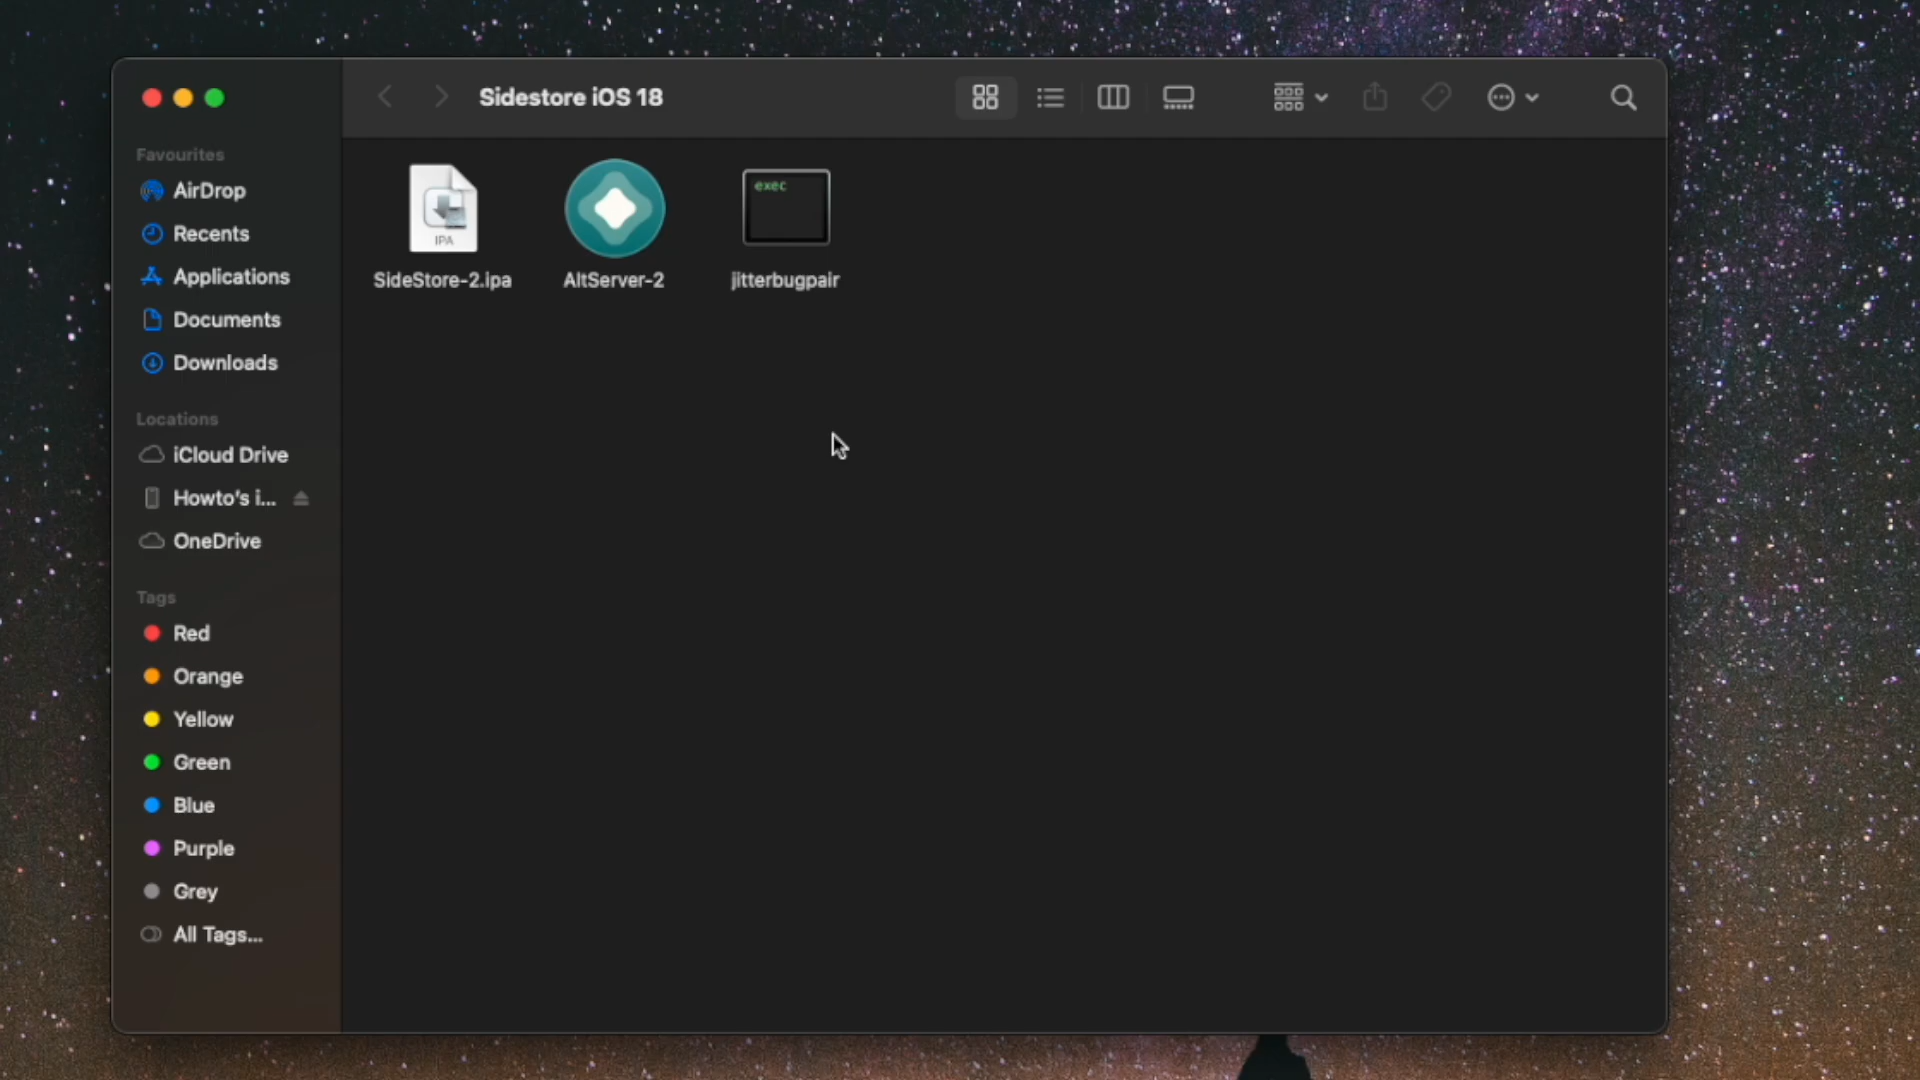 Sidestore iOS 18
Favourites
AirDrop
Recents
Applications
Documents
Downloads
Locations
iCloud Drive
Howto's i...
OneDrive
Tags
Red
Orange
Yellow
Green
Blue
Purple
Grey
All Tags...
exec
IPA
SideStore-2.ipa
AltServer-2
jitterbugpair